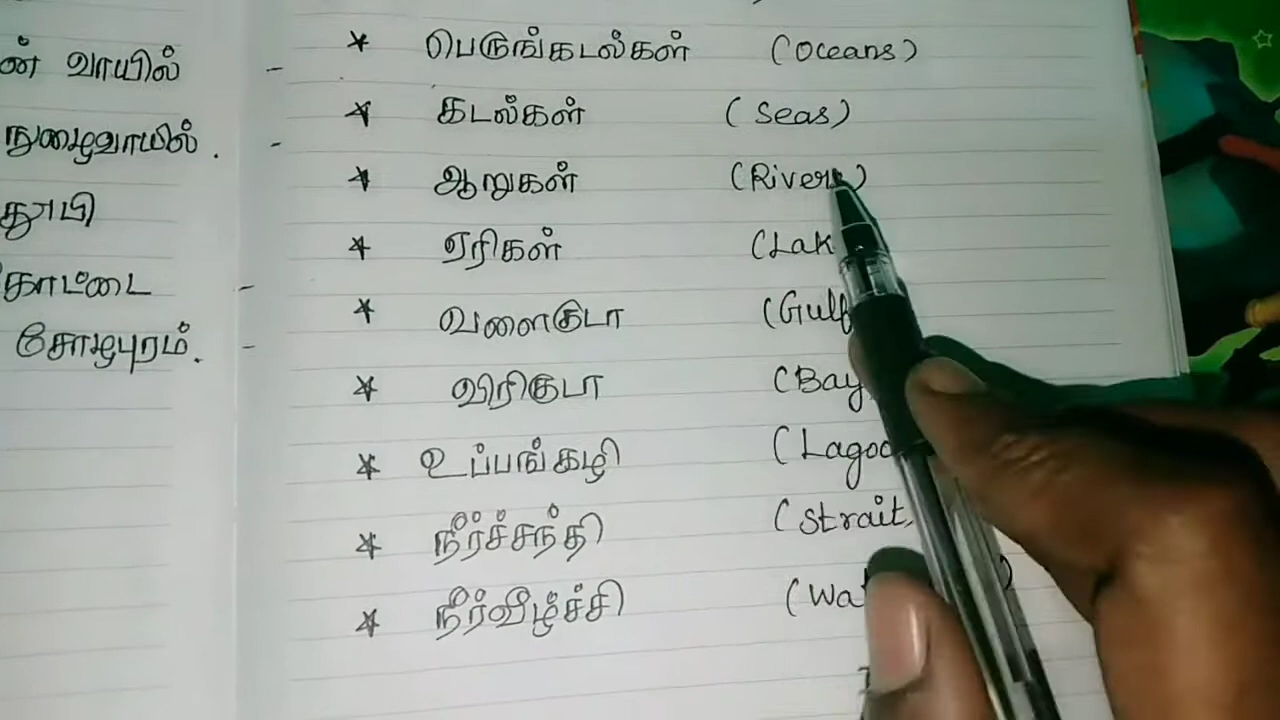 ன் வாயில் -
நுழைவாயில். -
தூபி
கோட்டை -
சோழபுரம். -
* பெருங்கடல்கள் (Oceans)
* கடல்கள் (Seas)
* ஆறுகள் (Rivers)
* ஏரிகள் (Lak
* வளைகுடா (Gulf
* விரிகுடா (Bay
* உப்பங்கழி (Lagoo
* நீர்ச்சந்தி (Strait
* நீர்வீழ்ச்சி (Wa )